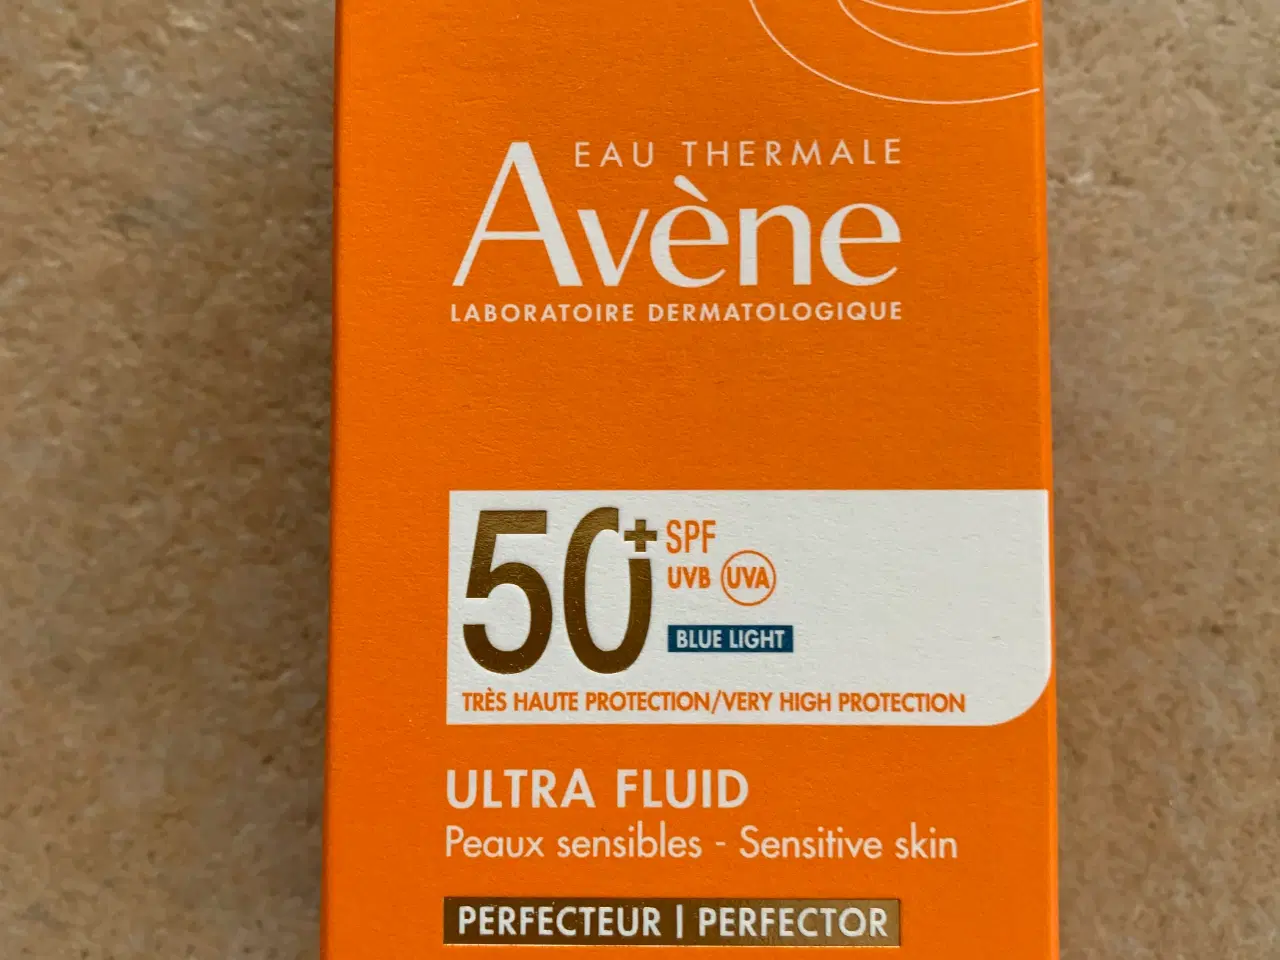 EAU THERMALE
Avène
LABORATOIRE DERMATOLOGIQUE
50+ SPF
UVB UVA
BLUE LIGHT
TRÈS HAUTE PROTECTION/VERY HIGH PROTECTION
ULTRA FLUID
Peaux sensibles - Sensitive skin
PERFECTEUR | PERFECTOR